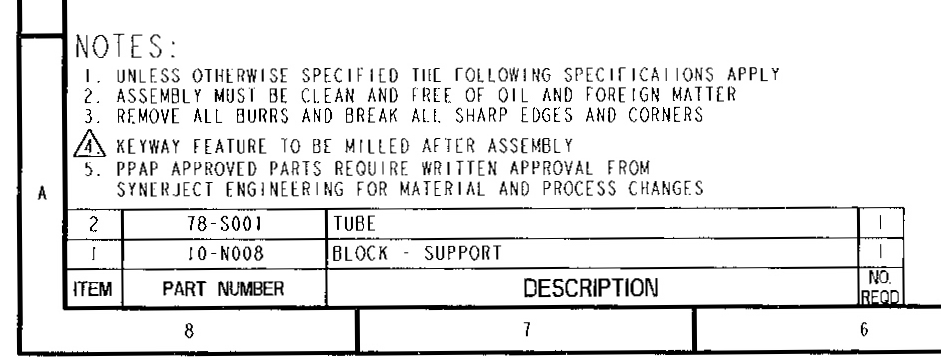 NOTES:
1. UNLESS OTHERWISE SPECIFIED THE FOLLOWING SPECIFICATIONS APPLY
2. ASSEMBLY MUST BE CLEAN AND FREE OF OIL AND FOREIGN MATTER
3. REMOVE ALL BURRS AND BREAK ALL SHARP EDGES AND CORNERS
4. KEYWAY FEATURE TO BE MILLED AFTER ASSEMBLY
5. PPAP APPROVED PARTS REQUIRE WRITTEN APPROVAL FROM
SYNERJECT ENGINEERING FOR MATERIAL AND PROCESS CHANGES
A
2 78-S001 TUBE 1
1 10-N008 BLOCK - SUPPORT 1
ITEM PART NUMBER DESCRIPTION NO. REQD
8 7 6